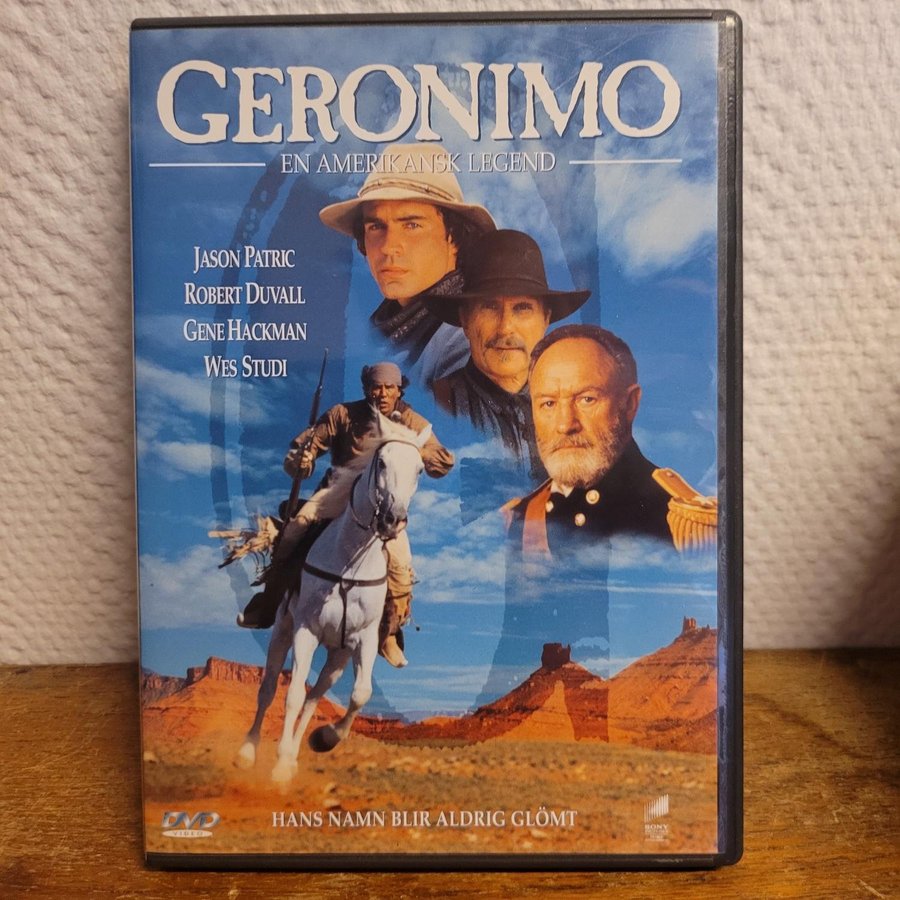 GERONIMO
EN AMERIKANSK LEGEND
JASON PATRIC
ROBERT DUVALL
GENE HACKMAN
WES STUDI
DVD
VIDEO
HANS NAMN BLIR ALDRIG GLÖMT
SONY